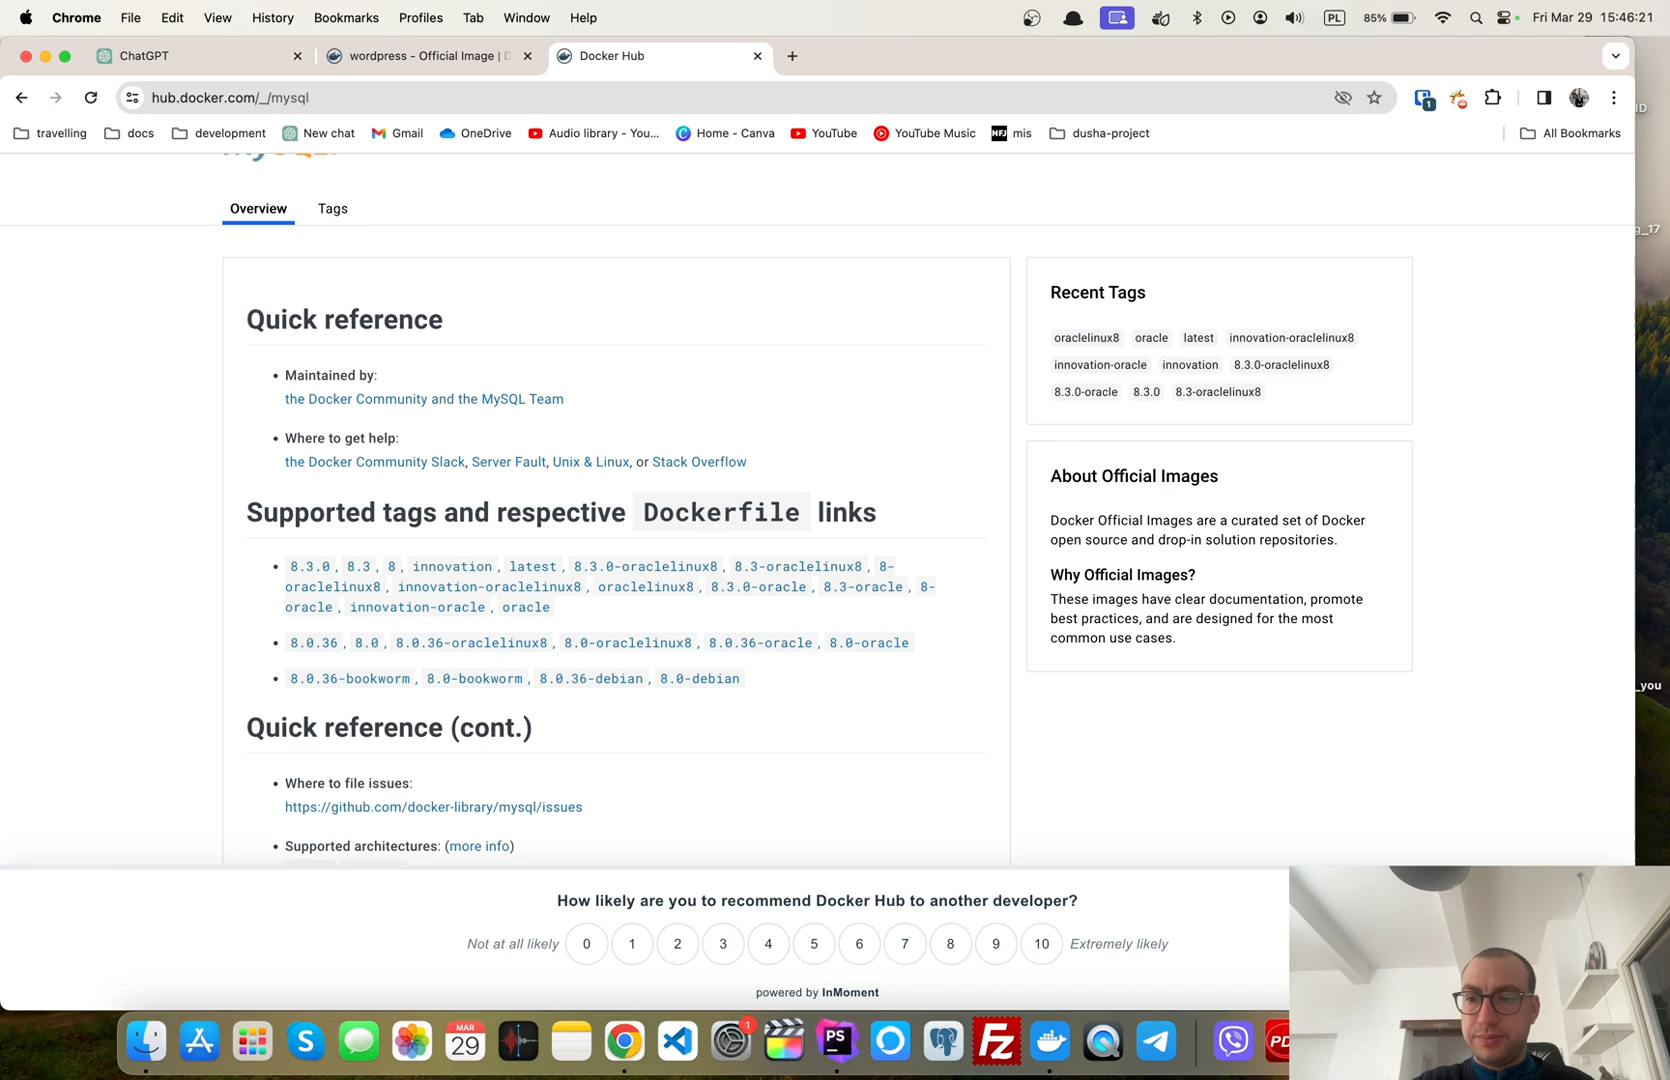 Chrome File Edit View History Bookmarks Profiles Tab Window Help PL 85% Fri Mar 29 15:46:21
ChatGPT wordpress - Official Image | D Docker Hub
hub.docker.com/_/mysql 1
travelling docs development New chat Gmail OneDrive Audio library - You... Home - Canva YouTube YouTube Music NFJ mis dusha-project All Bookmarks
Overview Tags
g_17
Quick reference
Maintained by:
the Docker Community and the MySQL Team
Where to get help:
the Docker Community Slack, Server Fault, Unix & Linux, or Stack Overflow
Supported tags and respective Dockerfile links
8.3.0, 8.3, 8, innovation, latest, 8.3.0-oraclelinux8, 8.3-oraclelinux8, 8-
oraclelinux8, innovation-oraclelinux8, oraclelinux8, 8.3.0-oracle, 8.3-oracle, 8-
oracle, innovation-oracle, oracle
8.0.36, 8.0, 8.0.36-oraclelinux8, 8.0-oraclelinux8, 8.0.36-oracle, 8.0-oracle
8.0.36-bookworm, 8.0-bookworm, 8.0.36-debian, 8.0-debian
Quick reference (cont.)
Where to file issues:
https://github.com/docker-library/mysql/issues
Supported architectures: (more info)
Recent Tags
oraclelinux8 oracle latest innovation-oraclelinux8
innovation-oracle innovation 8.3.0-oraclelinux8
8.3.0-oracle 8.3.0 8.3-oraclelinux8
About Official Images
Docker Official Images are a curated set of Docker
open source and drop-in solution repositories.
Why Official Images?
These images have clear documentation, promote
best practices, and are designed for the most
common use cases.
_you
How likely are you to recommend Docker Hub to another developer?
Not at all likely 0 1 2 3 4 5 6 7 8 9 10 Extremely likely
powered by InMoment
MAR
29
1
PS
Fz